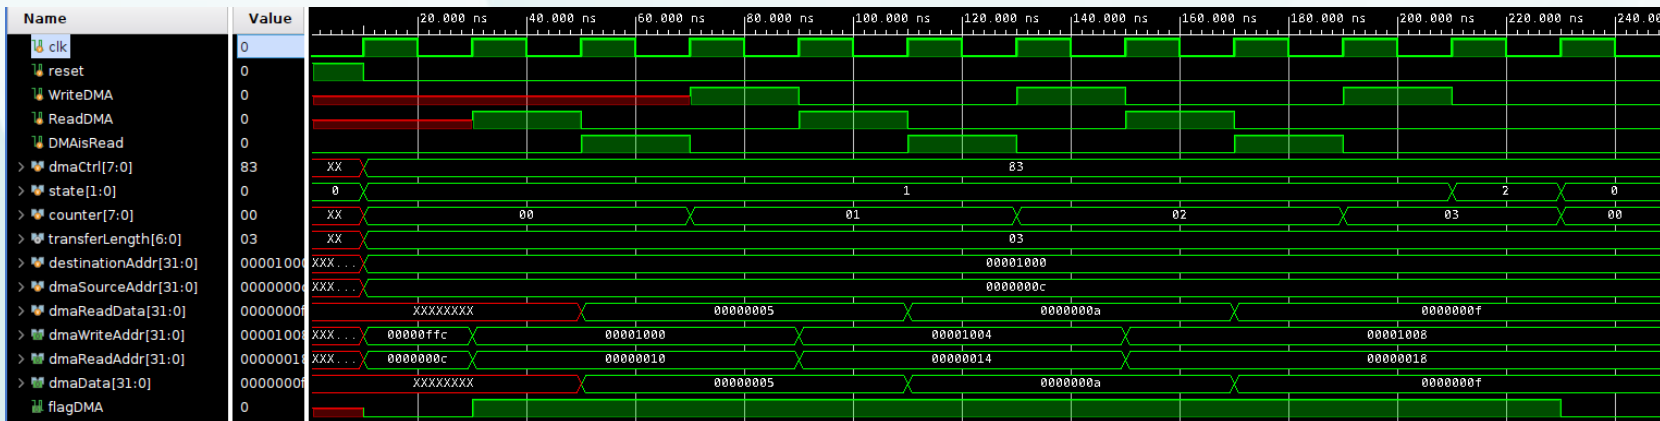 Name Value 20.000 ns 40.000 ns 60.000 ns 80.000 ns 100.000 ns 120.000 ns 140.000 ns 160.000 ns 180.000 ns 200.000 ns 220.000 ns 240.0
clk 0
reset 0
WriteDMA 0
ReadDMA 0
DMAisRead 0
dmaCtrl[7:0] 83 XX 83
state[1:0] 0 0 1 2 0
counter[7:0] 00 XX 00 01 02 03 00
transferLength[6:0] 03 XX 03
destinationAddr[31:0] 0000100 XXX... 00001000
dmaSourceAddr[31:0] 0000000 XXX... 0000000c
dmaReadData[31:0] 0000000f XXXXXXXX 00000005 0000000a 0000000f
dmaWriteAddr[31:0] 00001008 XXX... 00000ffc 00001000 00001004 00001008
dmaReadAddr[31:0] 00000018 XXX... 0000000c 00000010 00000014 00000018
dmaData[31:0] 0000000f XXXXXXXX 00000005 0000000a 0000000f
flagDMA 0